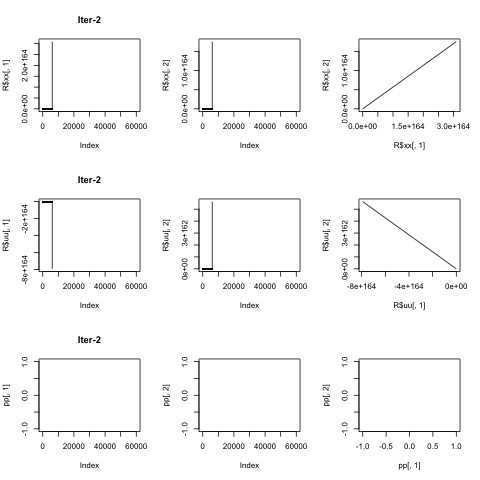 Iter-2
R$xx[, 1]
0.0e+00 2.0e+164
0 20000 40000 60000
Index
R$xx[, 2]
0.0e+00 1.0e+164
0 20000 40000 60000
Index
R$xx[, 2]
0.0e+00 1.0e+164
0.0e+00 1.5e+164 3.0e+164
R$xx[, 1]
Iter-2
R$uu[, 1]
-8e+164 -2e+164
0 20000 40000 60000
Index
R$uu[, 2]
0e+00 3e+162
0 20000 40000 60000
Index
R$uu[, 2]
0e+00 3e+162
-8e+164 -4e+164 0e+00
R$uu[, 1]
Iter-2
pp[, 1]
-1.0 0.0 1.0
0 20000 40000 60000
Index
pp[, 2]
-1.0 0.0 1.0
0 20000 40000 60000
Index
pp[, 2]
-1.0 0.0 1.0
-1.0 -0.5 0.0 0.5 1.0
pp[, 1]